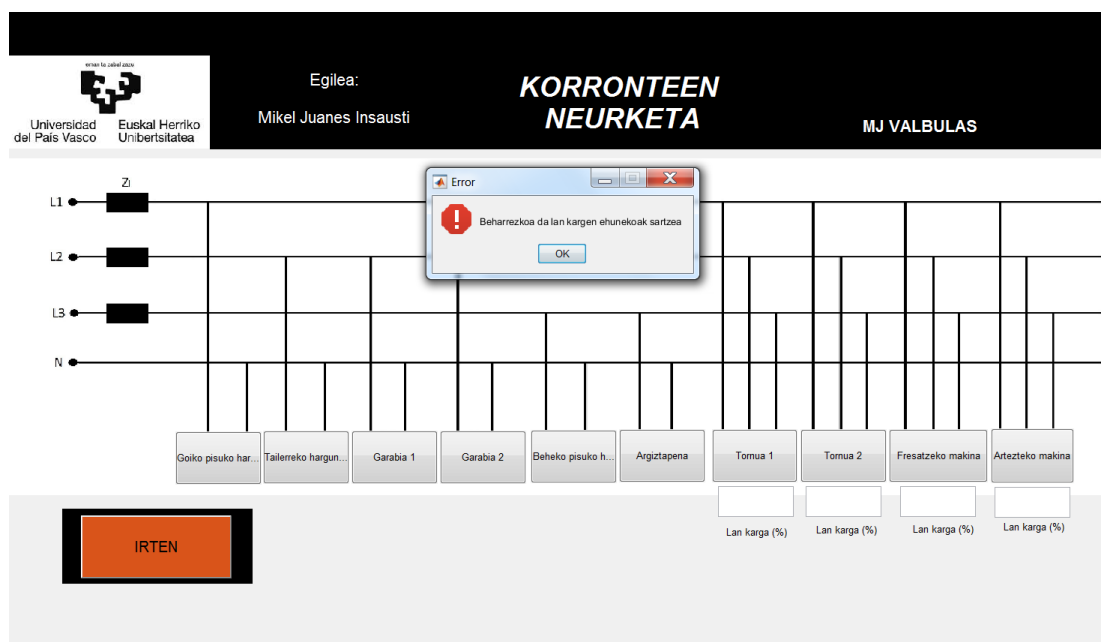 eman ta zabal zazu
Universidad
del País Vasco
Euskal Herriko
Unibertsitatea
Egilea:
Mikel Juanes Insausti
KORRONTEEN
NEURKETA
MJ VALBULAS
Error
Beharrezkoa da lan kargen ehunekoak sartzea
OK
Zl
L1
L2
L3
N
Goiko pisuko har...
Tailerreko hargun...
Garabia 1
Garabia 2
Beheko pisuko h...
Argiztapena
Tornua 1
Tornua 2
Fresatzeko makina
Artezteko makina
Lan karga (%)
Lan karga (%)
Lan karga (%)
Lan karga (%)
IRTEN